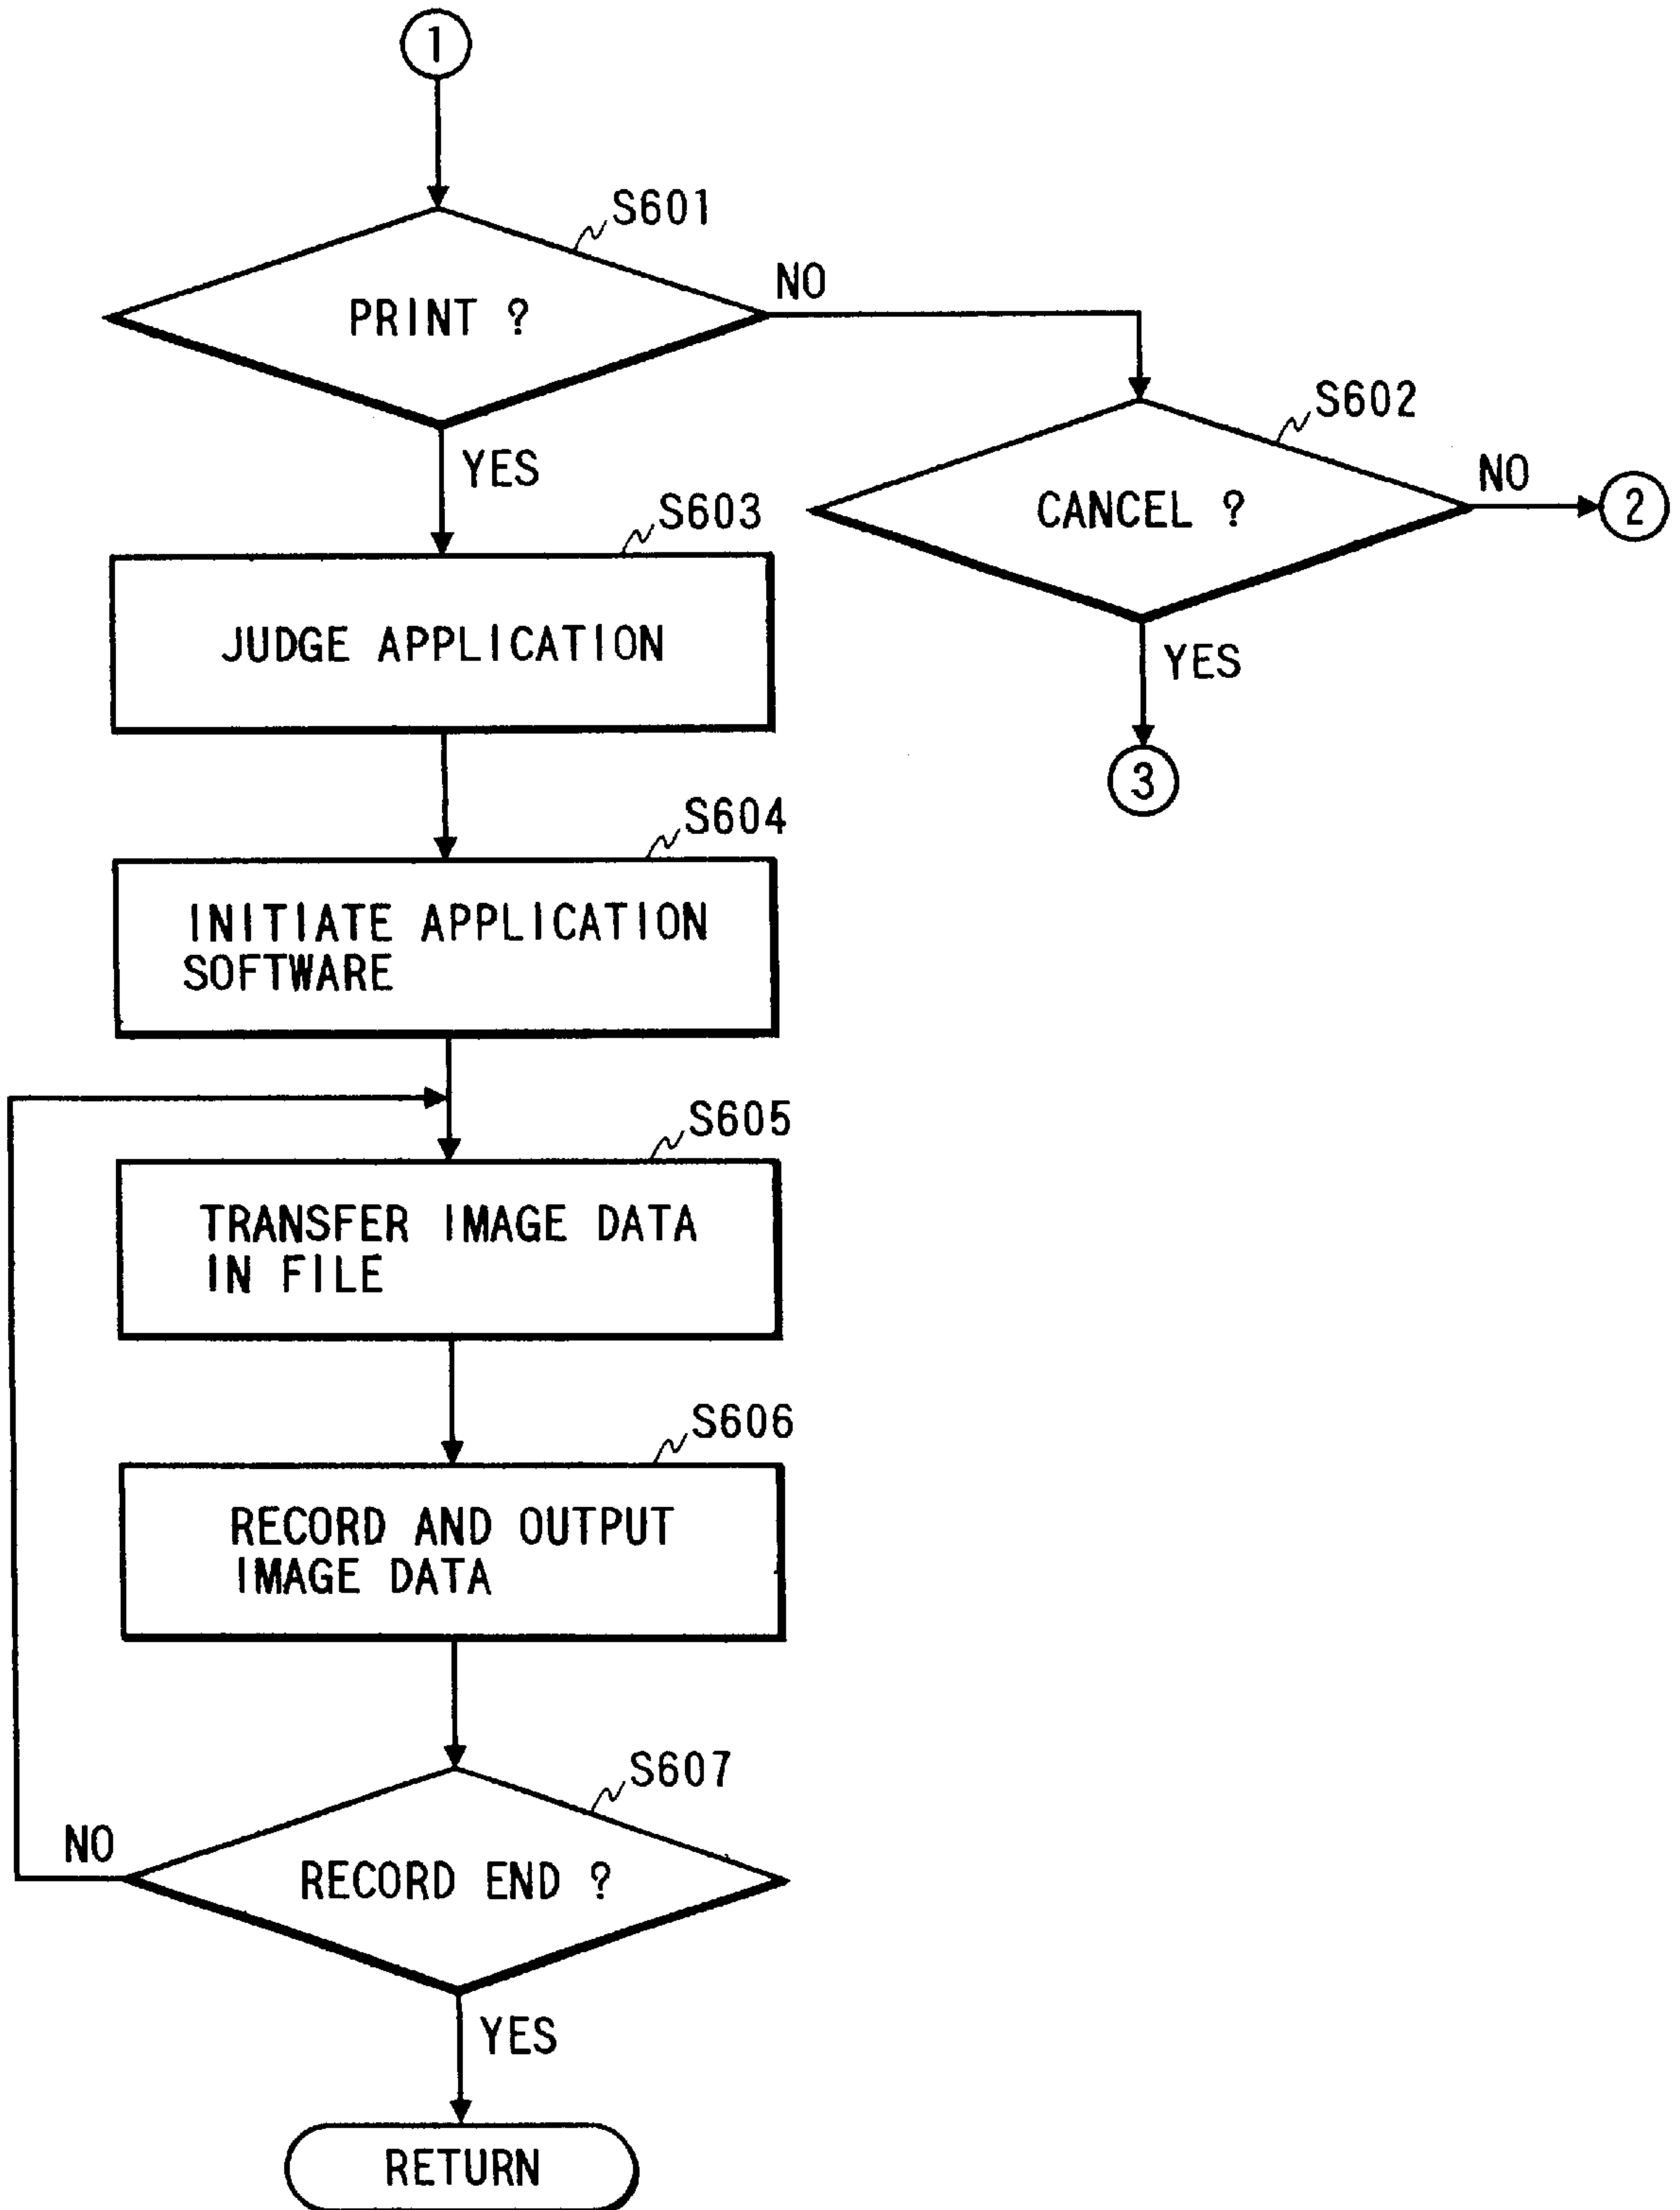 1
S601
PRINT ?
NO
YES
S602
CANCEL ?
NO
2
YES
3
S603
JUDGE APPLICATION
S604
INITIATE APPLICATION
SOFTWARE
S605
TRANSFER IMAGE DATA
IN FILE
S606
RECORD AND OUTPUT
IMAGE DATA
S607
RECORD END ?
NO
YES
RETURN